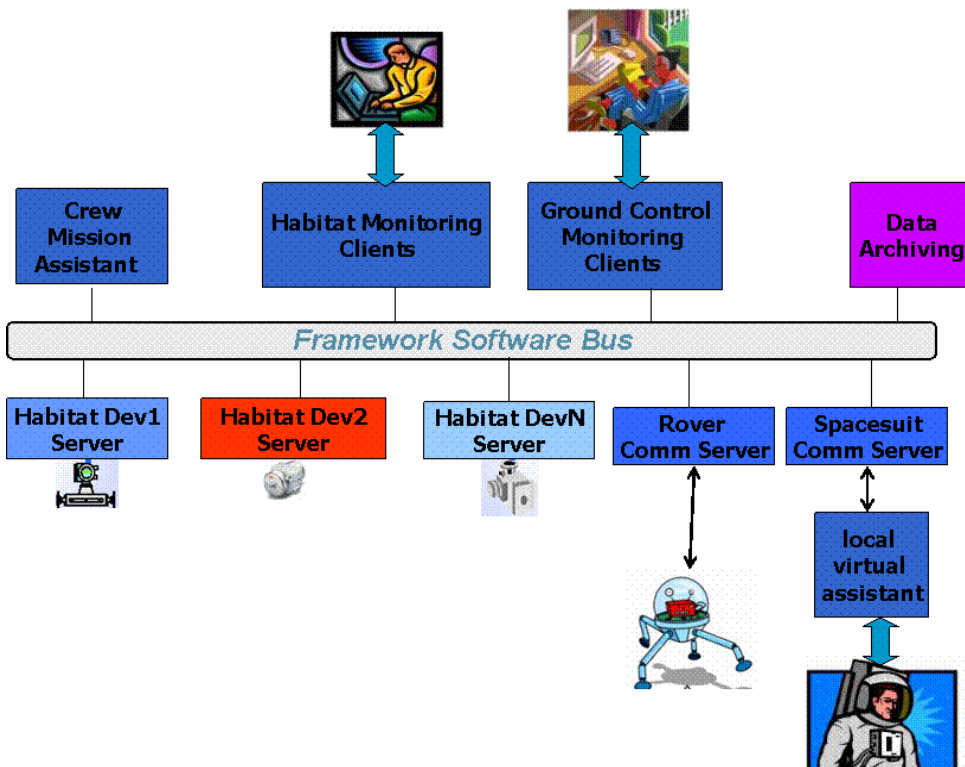 Crew
Mission
Assistant
Habitat Monitoring
Clients
Ground Control
Monitoring
Clients
Data
Archiving
Framework Software Bus
Habitat Dev1
Server
Habitat Dev2
Server
Habitat DevN
Server
Rover
Comm Server
Spacesuit
Comm Server
local
virtual
assistant